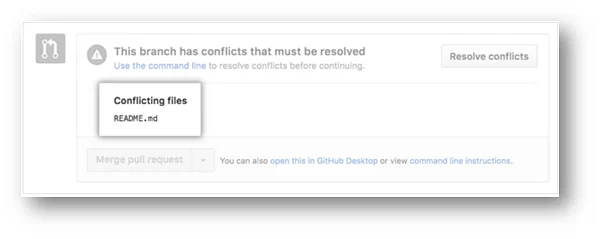 This branch has conflicts that must be resolved
Use the command line to resolve conflicts before continuing.
Resolve conflicts
Conflicting files
README.md
Merge pull request
You can also open this in GitHub Desktop or view command line instructions.